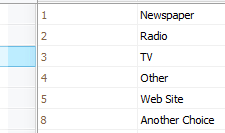 1 Newspaper
2 Radio
3 TV
4 Other
5 Web Site
8 Another Choice